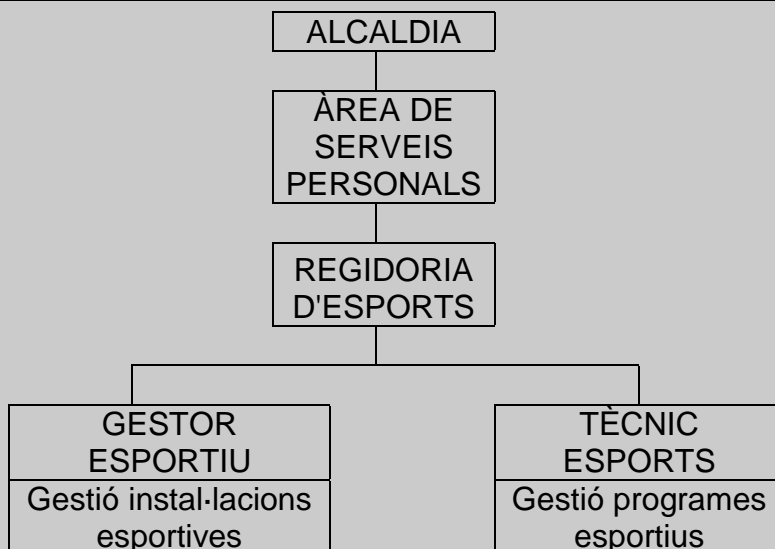 ALCALDIA
ÀREA DE
SERVEIS
PERSONALS
REGIDORIA
D'ESPORTS
GESTOR
ESPORTIU
Gestió instal·lacions
esportives
TÈCNIC
ESPORTS
Gestió programes
esportius